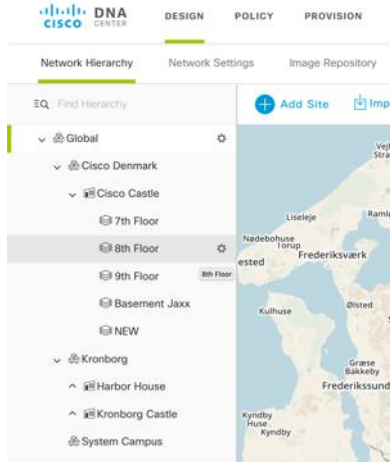 CISCO DNA CENTER DESIGN POLICY PROVISION
Network Hierarchy Network Settings Image Repository
Find Hierarchy
Add Site Imp
Global
Cisco Denmark
Cisco Castle
7th Floor
8th Floor
9th Floor
8th Floor
Basement Jaxx
NEW
Kronborg
Harbor House
Kronborg Castle
System Campus
Liseleje
Nødebohuse
Torup
Frederiksværk
ested
Kulhuse
Ølsted
Græse
Bakkeby
Frederikssund
Kyndby
Huse
Kyndby